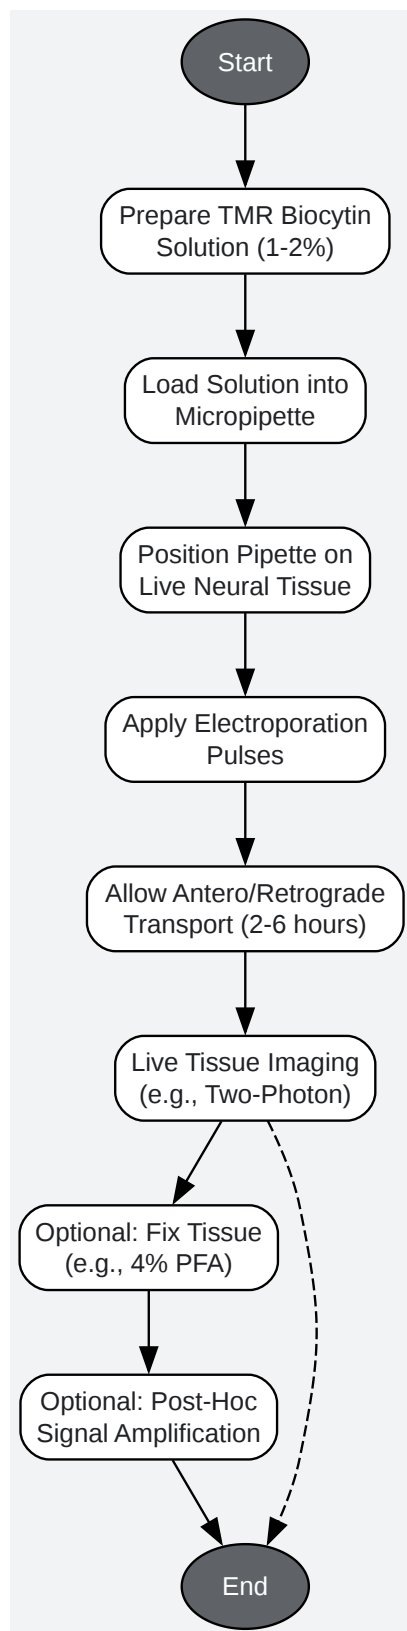 Start
Prepare TMR Biocytin
Solution (1-2%)
Load Solution into
Micropipette
Position Pipette on
Live Neural Tissue
Apply Electroporation
Pulses
Allow Antero/Retrograde
Transport (2-6 hours)
Live Tissue Imaging
(e.g., Two-Photon)
Optional: Fix Tissue
(e.g., 4% PFA)
Optional: Post-Hoc
Signal Amplification
End